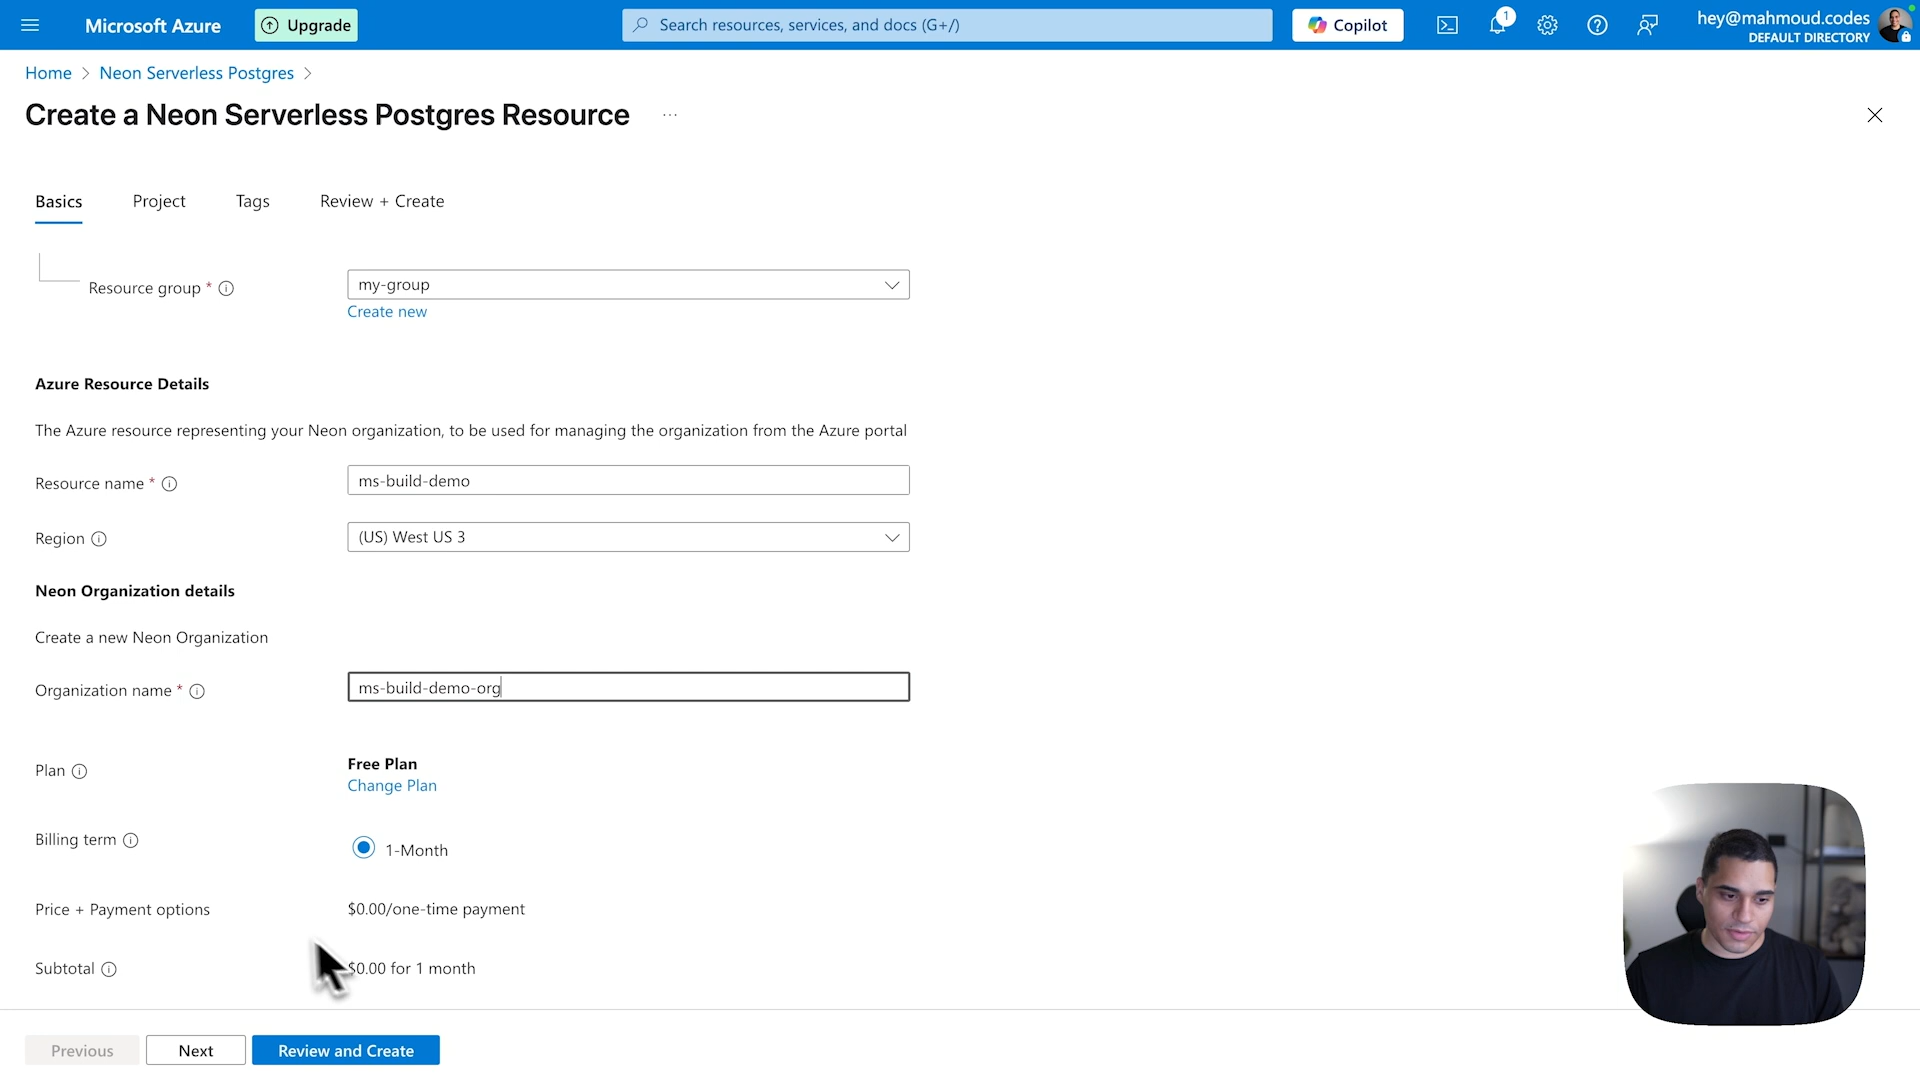 Microsoft Azure
Upgrade
Search resources, services, and docs (G+/)
Copilot
1
hey@mahmoud.codes
DEFAULT DIRECTORY
Home > Neon Serverless Postgres >
Create a Neon Serverless Postgres Resource ...
Basics Project Tags Review + Create
Resource group * my-group
Create new
Azure Resource Details
The Azure resource representing your Neon organization, to be used for managing the organization from the Azure portal
Resource name * ms-build-demo
Region (US) West US 3
Neon Organization details
Create a new Neon Organization
Organization name * ms-build-demo-org
Plan Free Plan
Change Plan
Billing term 1-Month
Price + Payment options $0.00/one-time payment
Subtotal $0.00 for 1 month
Previous Next Review and Create